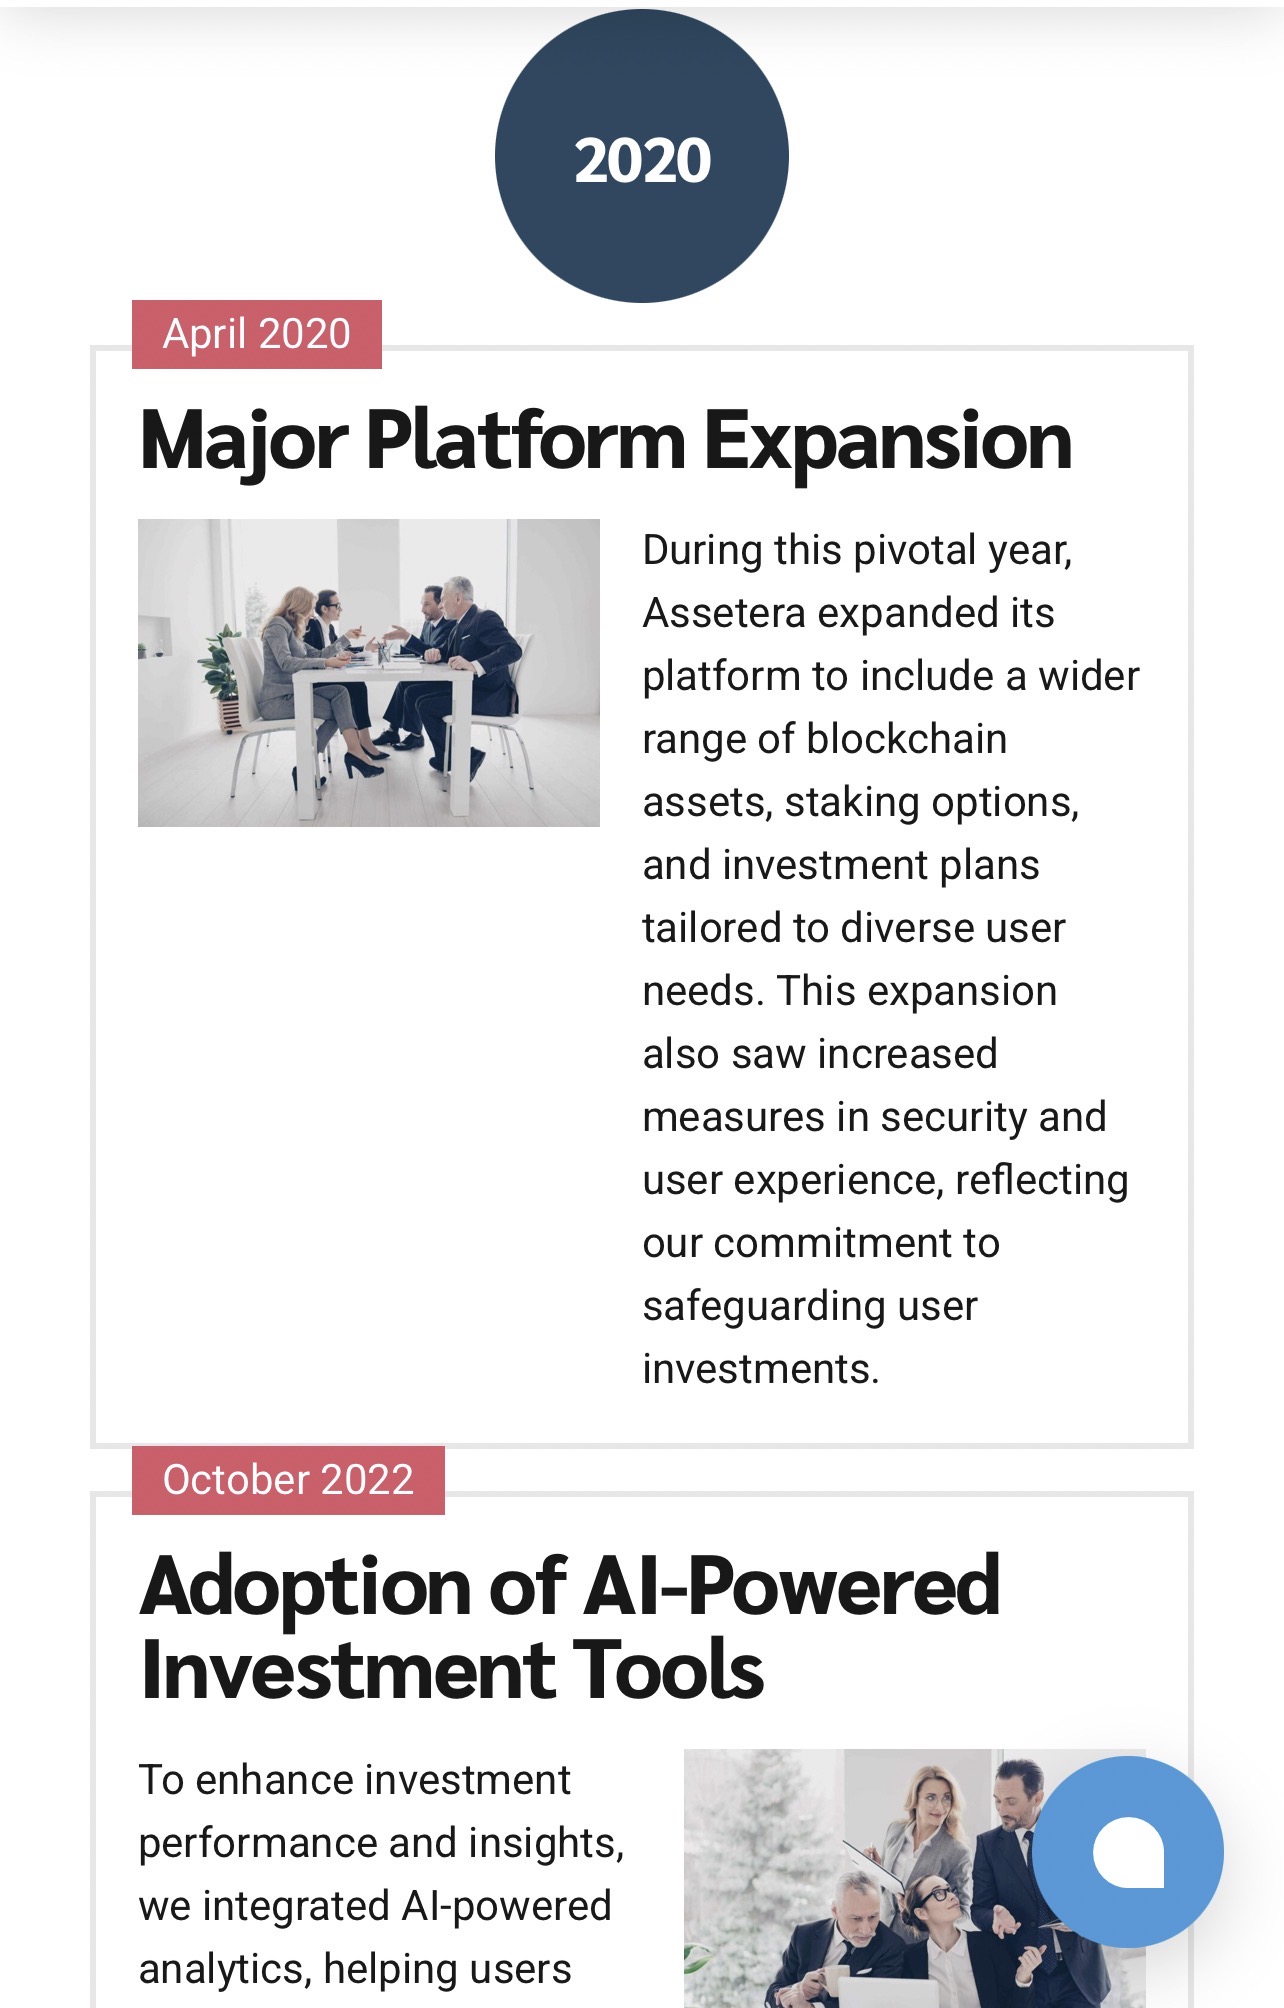 2020
April 2020
Major Platform Expansion
During this pivotal year,
Assetera expanded its
platform to include a wider
range of blockchain
assets, staking options,
and investment plans
tailored to diverse user
needs. This expansion
also saw increased
measures in security and
user experience, reflecting
our commitment to
safeguarding user
investments.
October 2022
Adoption of AI-Powered
Investment Tools
To enhance investment
performance and insights,
we integrated AI-powered
analytics, helping users